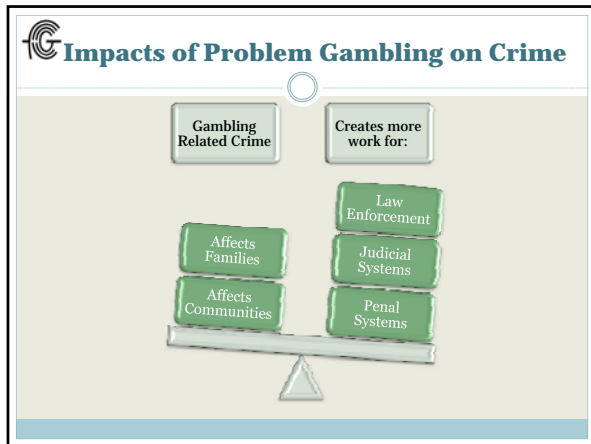 Impacts of Problem Gambling on Crime
Gambling
Related Crime
Creates more
work for:
Affects
Families
Affects
Communities
Law
Enforcement
Judicial
Systems
Penal
Systems